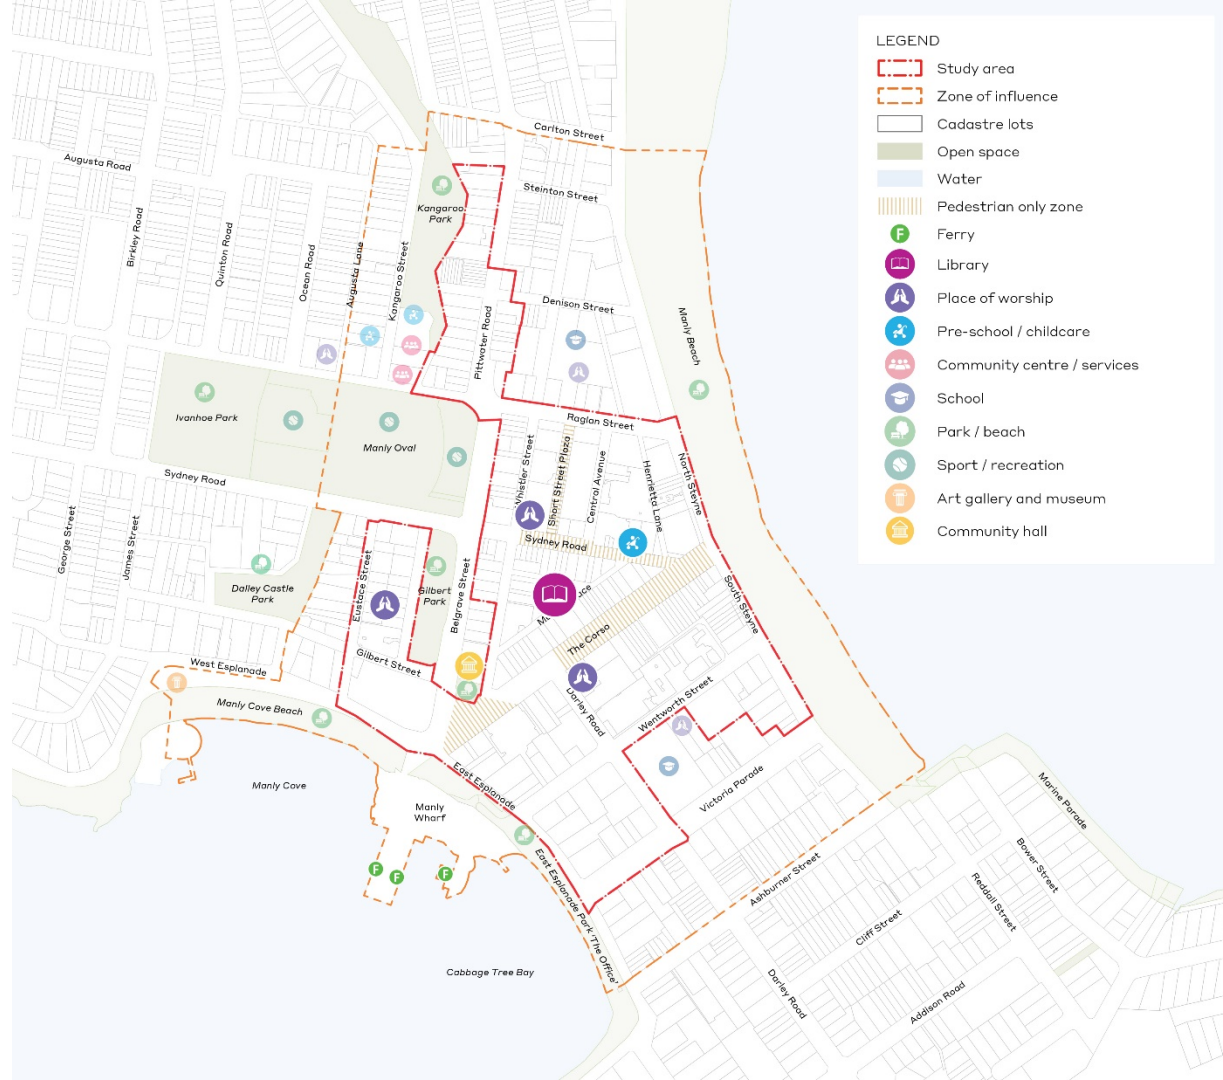 LEGEND
Study area
Zone of influence
Cadastre lots
Open space
Water
Pedestrian only zone
F
Ferry
Library
Place of worship
Pre-school / childcare
Community centre / services
School
Park / beach
Sport / recreation
Art gallery and museum
Community hall
Carlton Street
Augusta Road
Steinton Street
Kangaroo
Park
Birkley Road
Quinton Road
Ocean Road
Augusta Lane
Kangaroo Street
Denison Street
Pittwater Road
Manly Beach
Ivanhoe Park
Manly Oval
Raglan Street
Whistler Street
Short Street Plaza
Central Avenue
Henrietta Lane
North Steyne
Sydney Road
Sydney Road
George Street
James Street
Dalley Castle
Park
Eustace Street
Gilbert
Park
Belgrave Street
The Corso
South Steyne
West Esplanade
Gilbert Street
Manly Cove Beach
Darley Road
Wentworth Street
Victoria Parade
East Esplanade
Manly Cove
Manly
Wharf
F
F
F
East Esplanade Park 'The Office'
Ashburner Street
Marine Parade
Bower Street
Reddall Street
Cliff Street
Cabbage Tree Bay
Darley Road
Addison Road